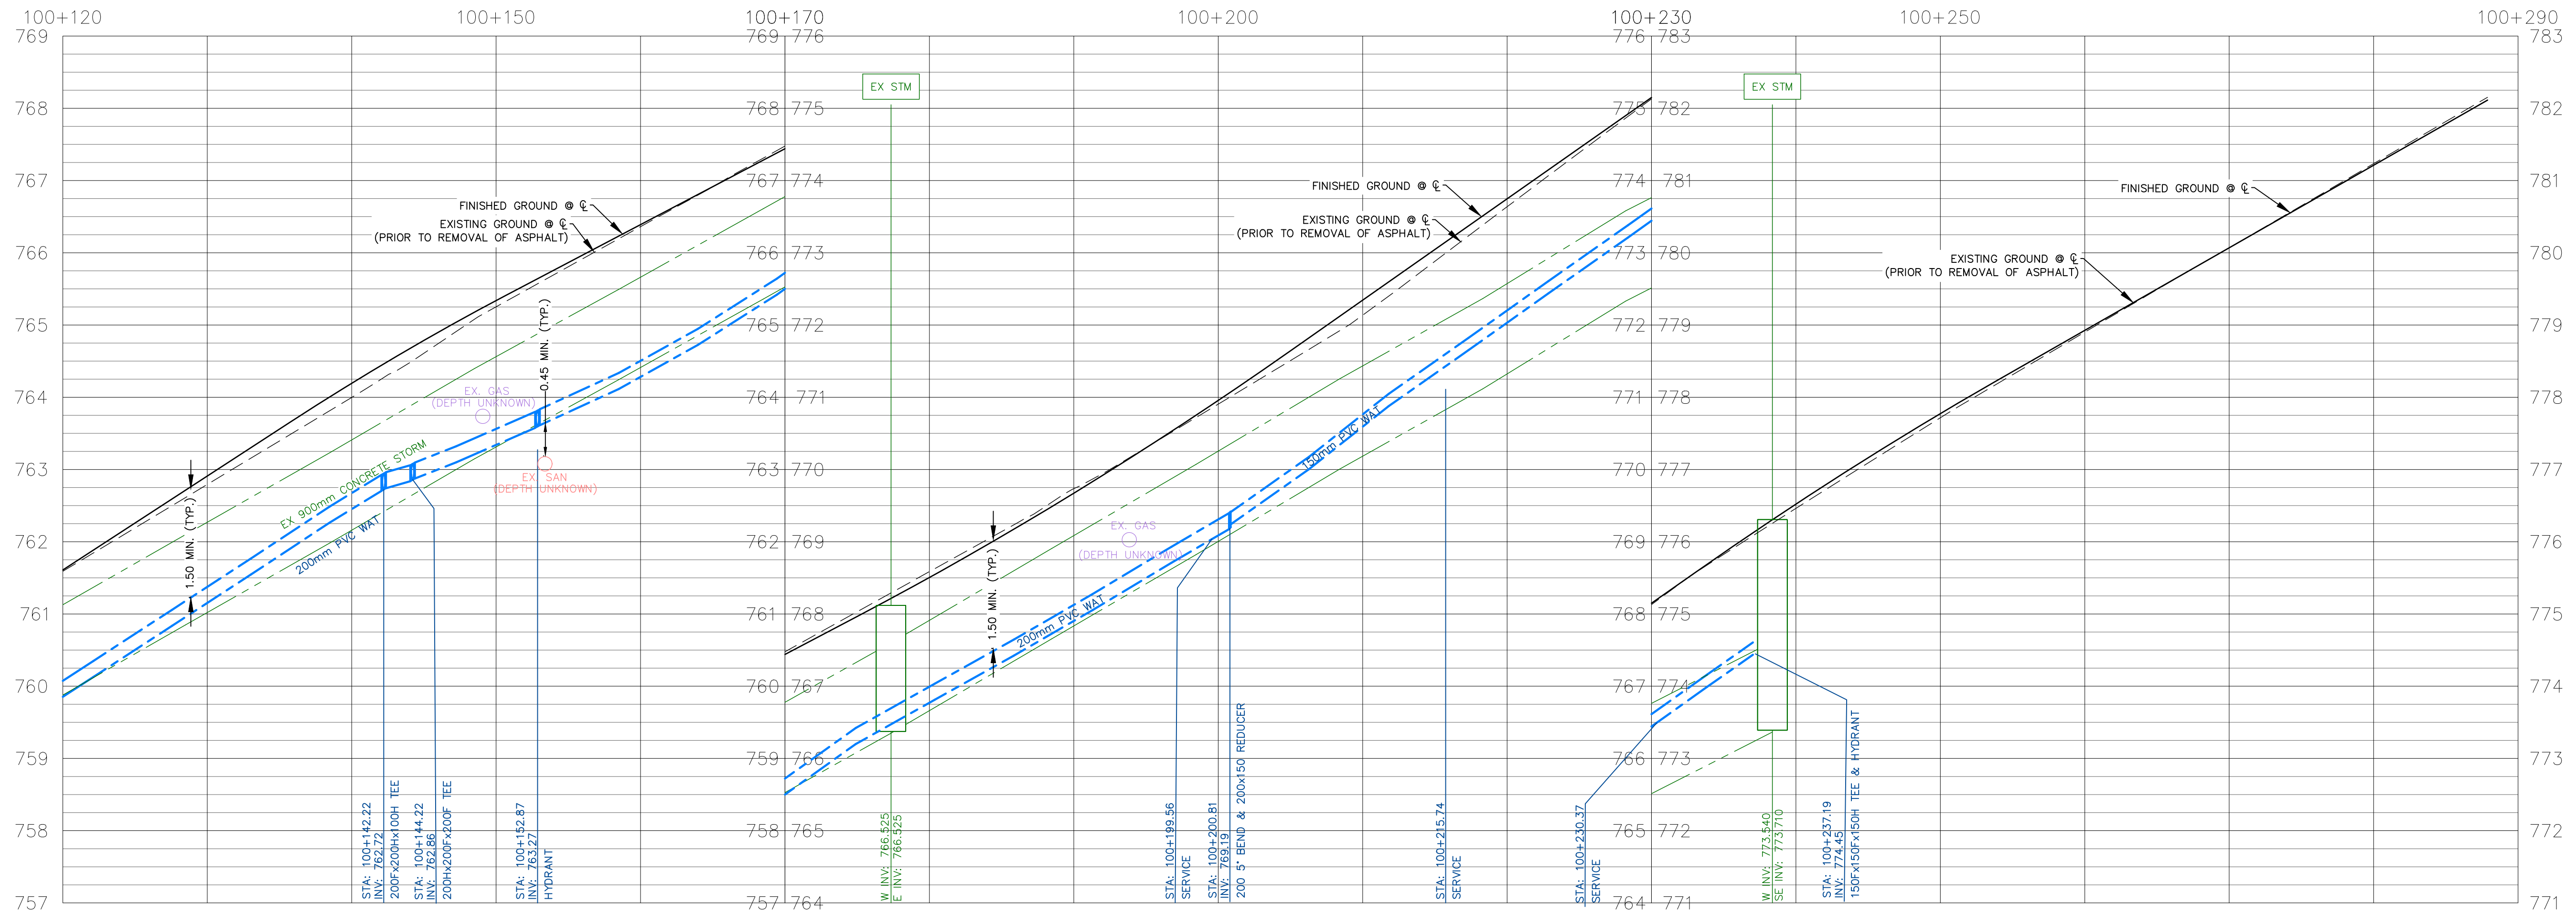 100+120
100+150
100+170
100+200
100+230
100+250
100+290
769
768
767
766
765
764
763
762
761
760
759
758
757
769 776
768 775
767 774
766 773
765 772
764 771
763 770
762 769
761 768
760 767
759 766
758 765
757 764
776 783
775 782
774 781
773 780
772 779
771 778
770 777
769 776
768 775
767 774
766 773
765 772
764 771
783
782
781
780
779
778
777
776
775
774
773
772
771
FINISHED GROUND @ ℄
EXISTING GROUND @ ℄
(PRIOR TO REMOVAL OF ASPHALT)
EX. GAS
(DEPTH UNKNOWN)
EX 900mm CONCRETE STORM
200mm PVC WAT
1.50 MIN. (TYP.)
0.45 MIN. (TYP.)
EX. SAN
(DEPTH UNKNOWN)
STA: 100+142.22
INV: 762.72
200Fx200Hx100H TEE
STA: 100+144.22
INV: 762.86
200Hx200Fx200F TEE
STA: 100+152.87
INV: 763.27
HYDRANT
EX STM
FINISHED GROUND @ ℄
EXISTING GROUND @ ℄
(PRIOR TO REMOVAL OF ASPHALT)
1.50 MIN. (TYP.)
EX. GAS
(DEPTH UNKNOWN)
200mm PVC WAT
150mm PVC WAT
W INV: 766.525
E INV: 766.525
STA: 100+199.56
SERVICE
STA: 100+200.81
INV: 769.19
200 5° BEND & 200x150 REDUCER
STA: 100+215.74
SERVICE
STA: 100+230.37
SERVICE
EX STM
FINISHED GROUND @ ℄
EXISTING GROUND @ ℄
(PRIOR TO REMOVAL OF ASPHALT)
W INV: 773.540
SE INV: 773.710
STA: 100+237.19
INV: 774.45
150Fx150Fx150H TEE & HYDRANT